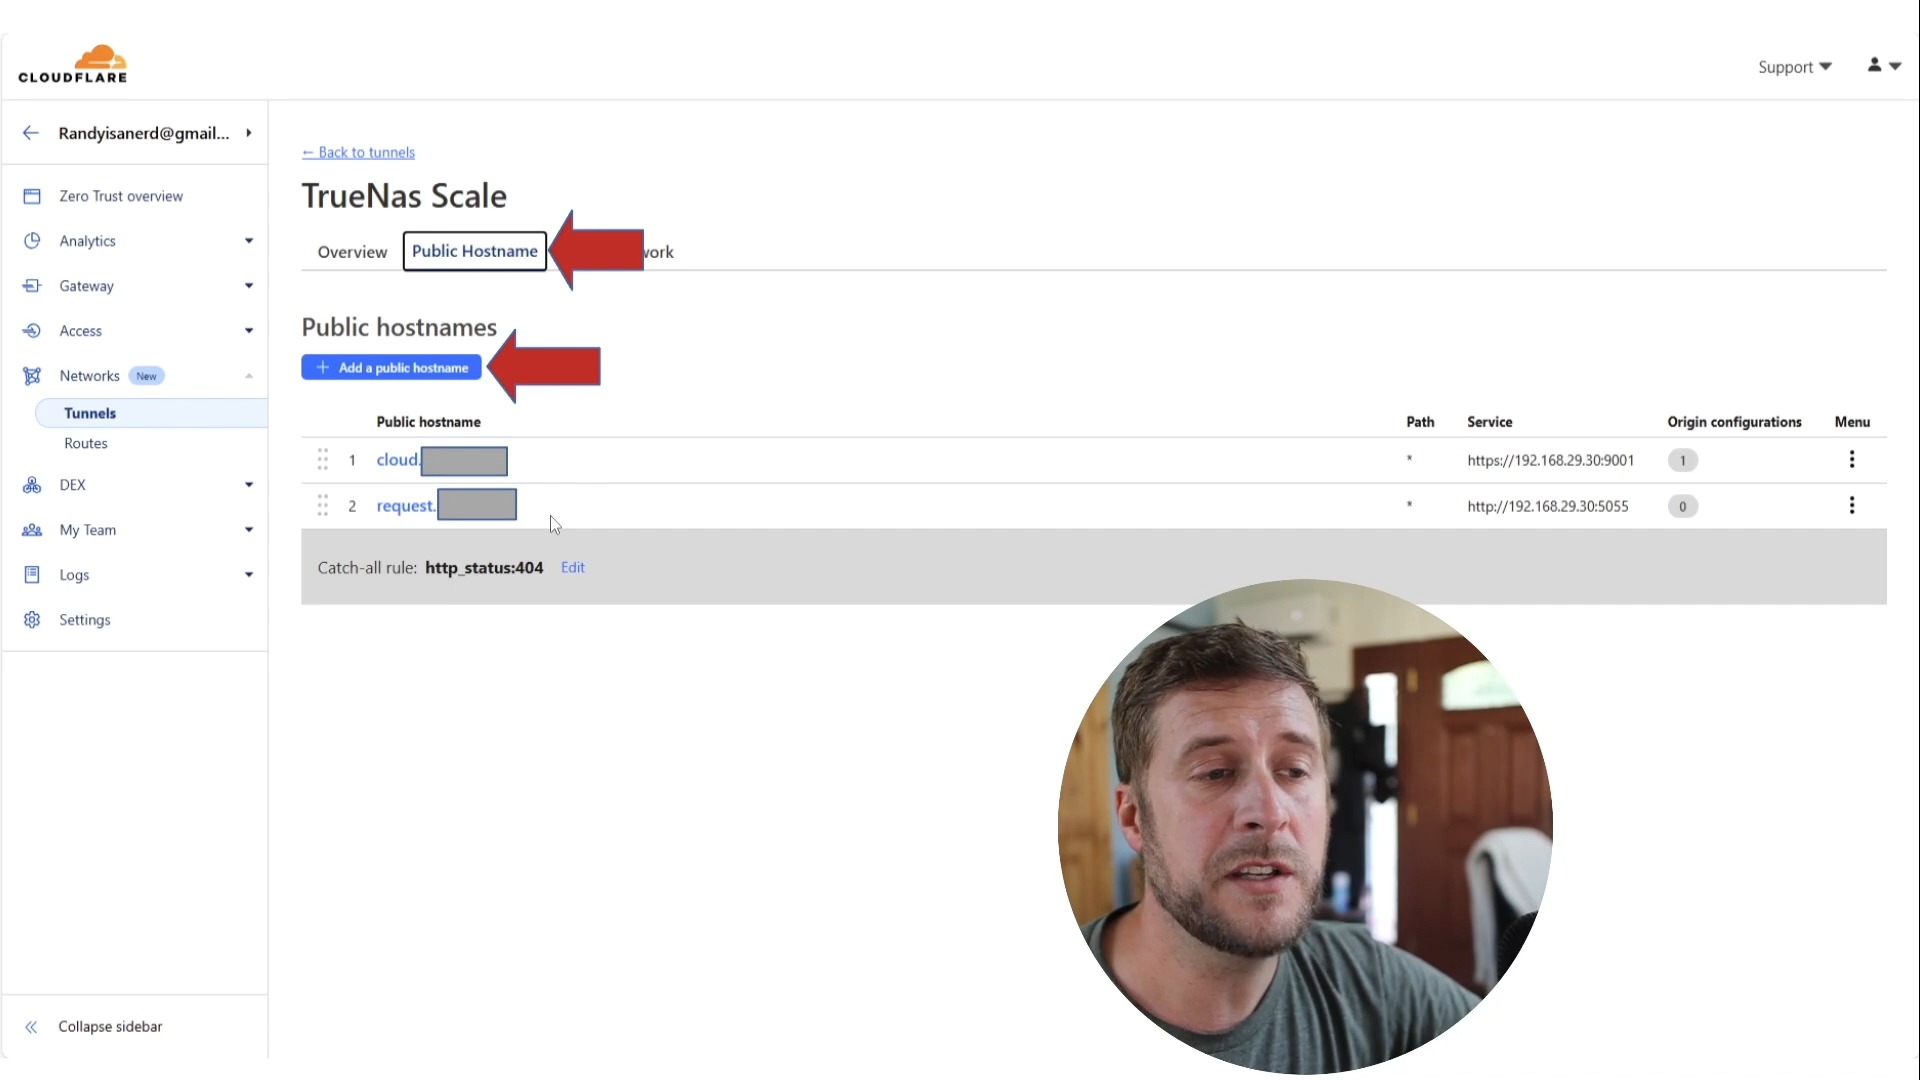 CLOUDFLARE
Support
Randyisanerd@gmail...
Zero Trust overview
Analytics
Gateway
Access
Networks New
Tunnels
Routes
DEX
My Team
Logs
Settings
Collapse sidebar
← Back to tunnels
TrueNas Scale
Overview Public Hostname work
Public hostnames
+ Add a public hostname
Public hostname Path Service Origin configurations Menu
1 cloud. * https://192.168.29.30:9001 1
2 request. * http://192.168.29.30:5055 0
Catch-all rule: http_status:404 Edit